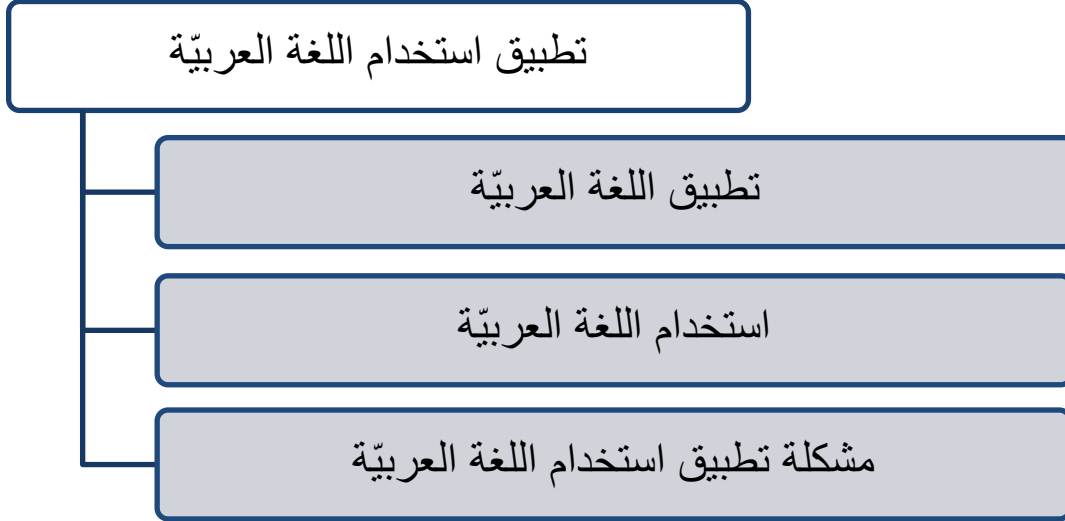 تطبيق استخدام اللغة العربيّة
تطبيق اللغة العربيّة
استخدام اللغة العربيّة
مشكلة تطبيق استخدام اللغة العربيّة